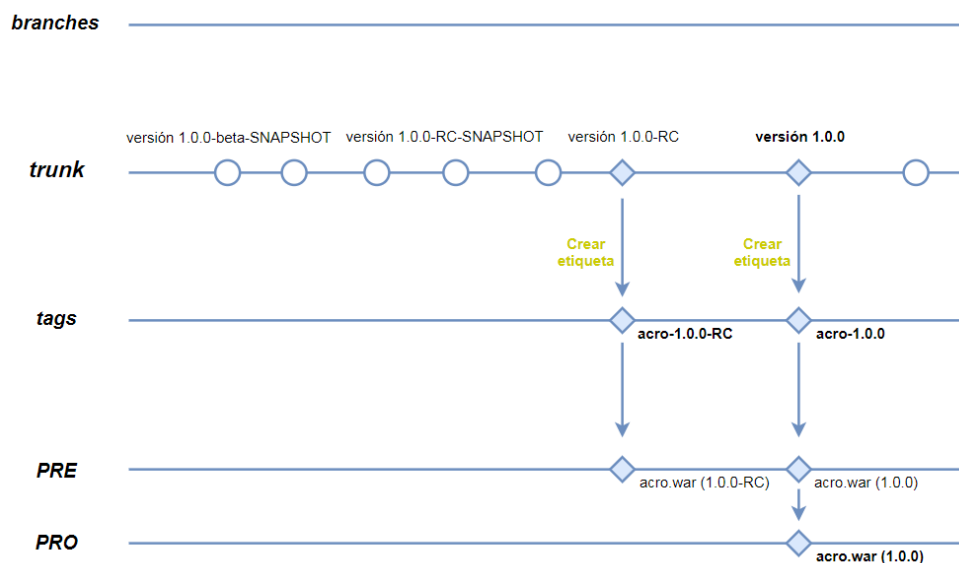 branches
versión 1.0.0-beta-SNAPSHOT
versión 1.0.0-RC-SNAPSHOT
versión 1.0.0-RC
versión 1.0.0
trunk
Crear
etiqueta
Crear
etiqueta
tags
acro-1.0.0-RC
acro-1.0.0
PRE
acro.war (1.0.0-RC)
acro.war (1.0.0)
PRO
acro.war (1.0.0)